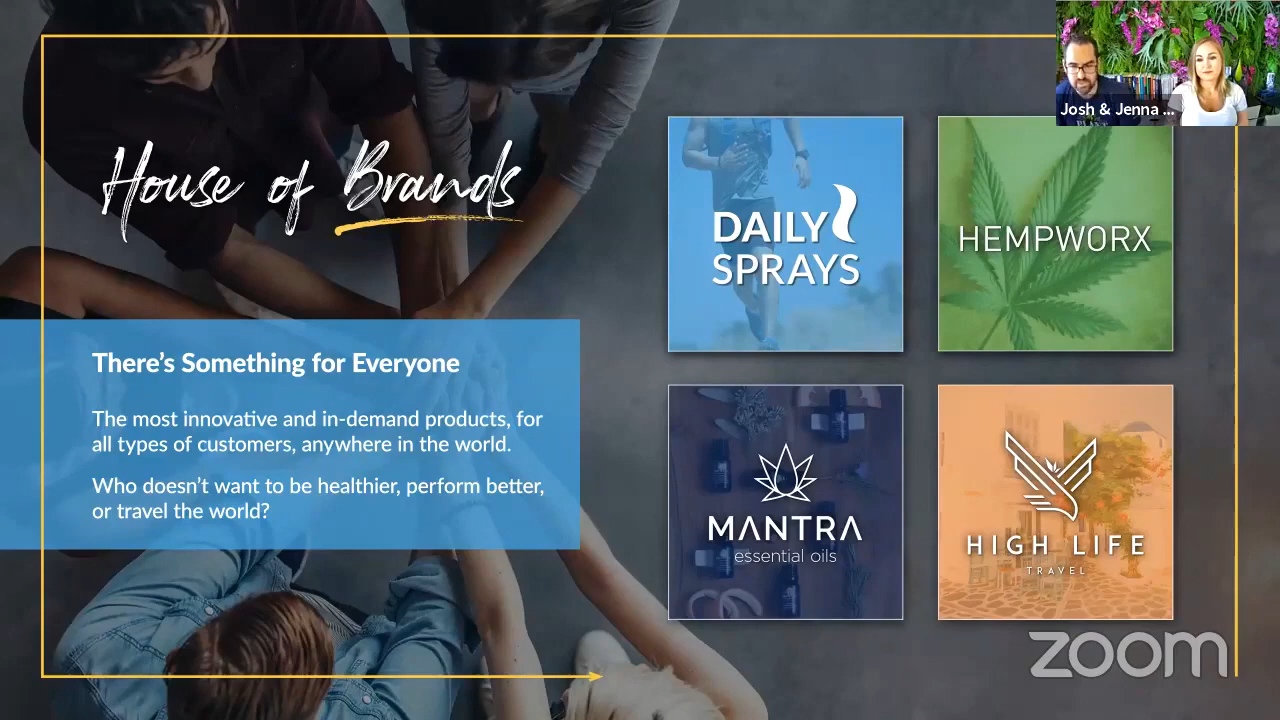 House of Brands
There's Something for Everyone
The most innovative and in-demand products, for
all types of customers, anywhere in the world.
Who doesn't want to be healthier, perform better,
or travel the world?
DAILY
SPRAYS
HEMPWORX
MANTRA
essential oils
HIGH LIFE
TRAVEL
Josh & Jenna ...
zoom